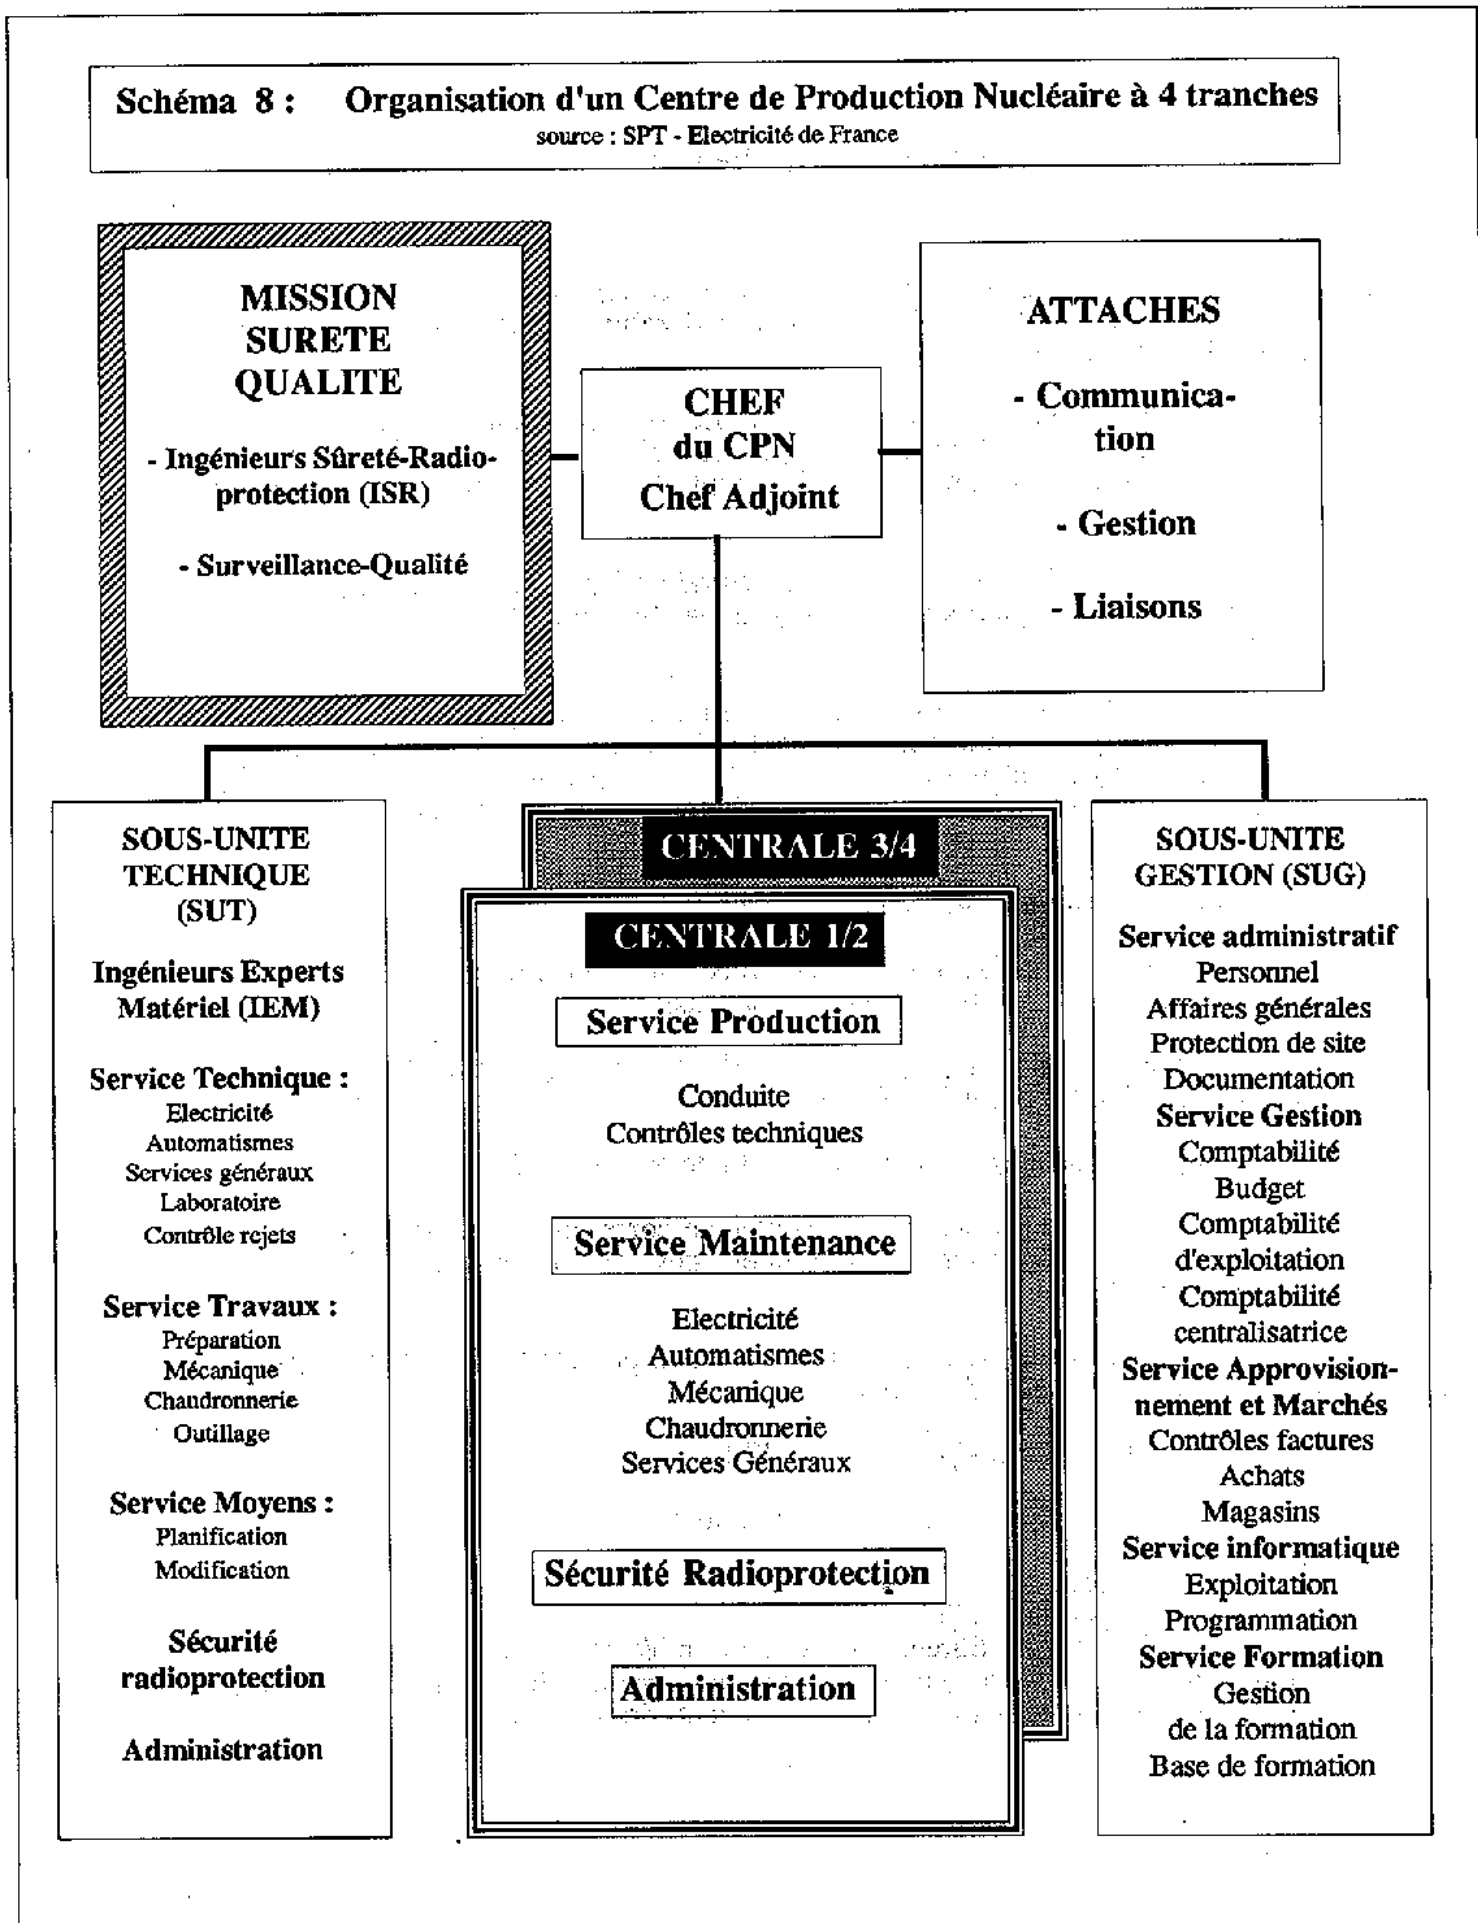 Schéma 8 : Organisation d'un Centre de Production Nucléaire à 4 tranches
source : SPT - Electricité de France
MISSION
SURETE
QUALITE
- Ingénieurs Sûreté-Radio-
protection (ISR)
- Surveillance-Qualité
CHEF
du CPN
Chef Adjoint
ATTACHES
- Communica-
tion
- Gestion
- Liaisons
SOUS-UNITE
TECHNIQUE
(SUT)
Ingénieurs Experts
Matériel (IEM)
Service Technique :
Electricité
Automatismes
Services généraux
Laboratoire
Contrôle rejets
Service Travaux :
Préparation
Mécanique
Chaudronnerie
Outillage
Service Moyens :
Planification
Modification
Sécurité
radioprotection
Administration
CENTRALE 3/4
CENTRALE 1/2
Service Production
Conduite
Contrôles techniques
Service Maintenance
Electricité
Automatismes
Mécanique
Chaudronnerie
Services Généraux
Sécurité Radioprotection
Administration
SOUS-UNITE
GESTION (SUG)
Service administratif
Personnel
Affaires générales
Protection de site
Documentation
Service Gestion
Comptabilité
Budget
Comptabilité
d'exploitation
Comptabilité
centralisatrice
Service Approvision-
nement et Marchés
Contrôles factures
Achats
Magasins
Service informatique
Exploitation
Programmation
Service Formation
Gestion
de la formation
Base de formation